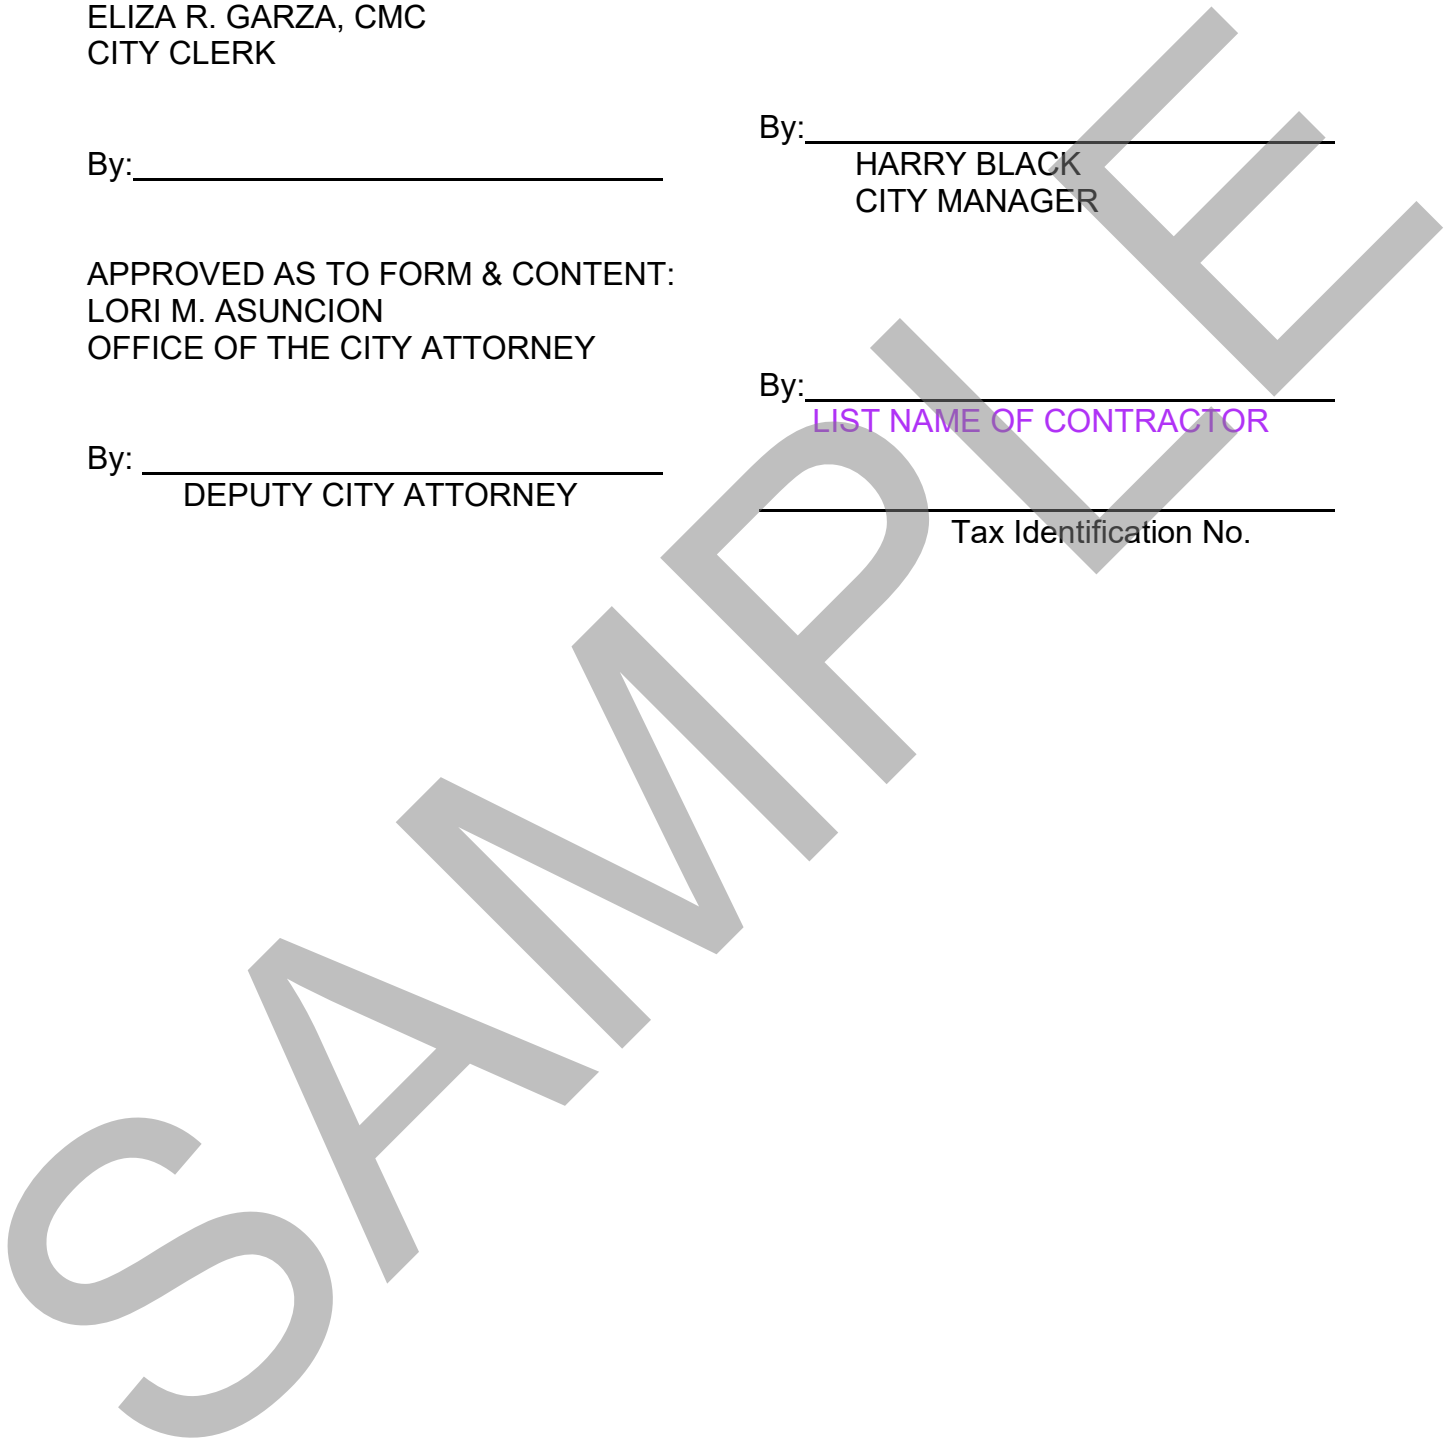 ELIZA R. GARZA, CMC
CITY CLERK
By:
APPROVED AS TO FORM & CONTENT:
LORI M. ASUNCION
OFFICE OF THE CITY ATTORNEY
By:
DEPUTY CITY ATTORNEY
By:
HARRY BLACK
CITY MANAGER
By:
LIST NAME OF CONTRACTOR
Tax Identification No.
SAMPLE